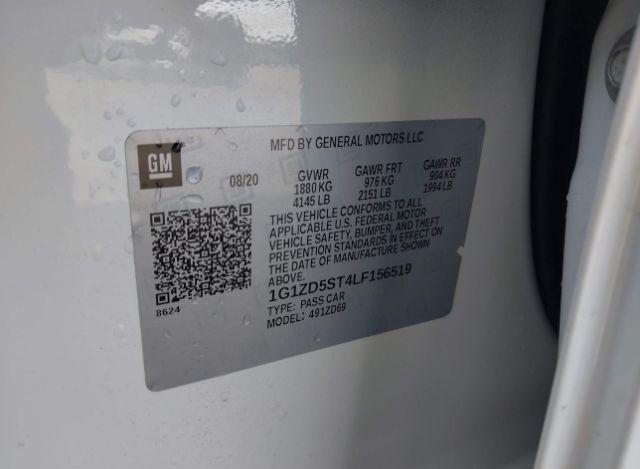 MFD BY GENERAL MOTORS LLC
GM
08/20
GVWR GAWR FRT GAWR RR
1880 KG 976 KG 904 KG
4145 LB 2151 LB 1994 LB
THIS VEHICLE CONFORMS TO ALL
APPLICABLE U.S. FEDERAL MOTOR
VEHICLE SAFETY, BUMPER, AND THEFT
PREVENTION STANDARDS IN EFFECT ON
THE DATE OF MANUFACTURE SHOWN
ABOVE.
1G1ZD5ST4LF156519
TYPE: PASS CAR
MODEL: 491ZD69
8624